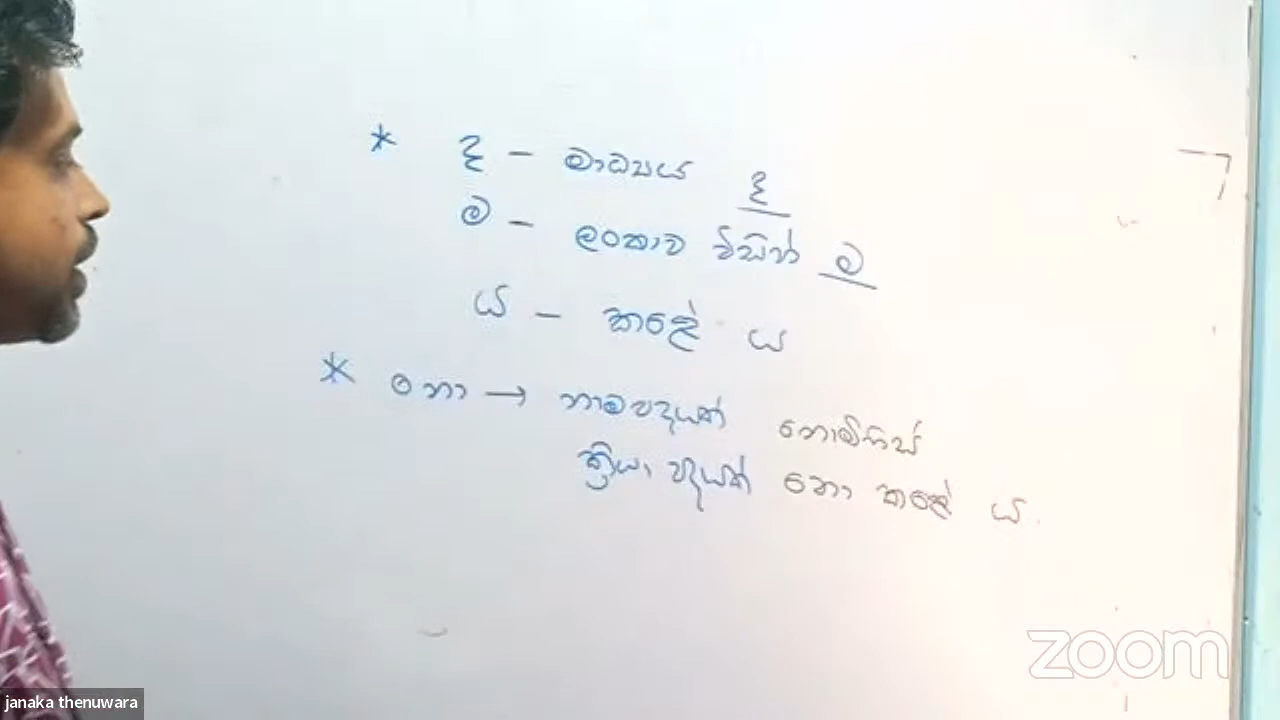 * ද – මාධ්‍යය ද
ම – ලංකාව විසින් ම
ය – කළේ ය
* නො → නාමපදයක් නොමිනිස්
ක්‍රියා පදයක් නො කළේ ය.
zoom
janaka thenuwara